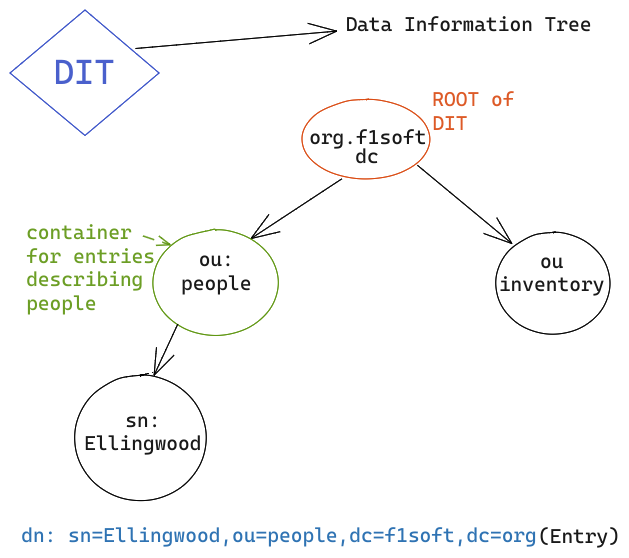 DIT
Data Information Tree
ROOT of
DIT
org.f1soft
dc
container
for entries
describing
people
ou:
people
ou
inventory
sn:
Ellingwood
dn: sn=Ellingwood,ou=people,dc=f1soft,dc=org(Entry)